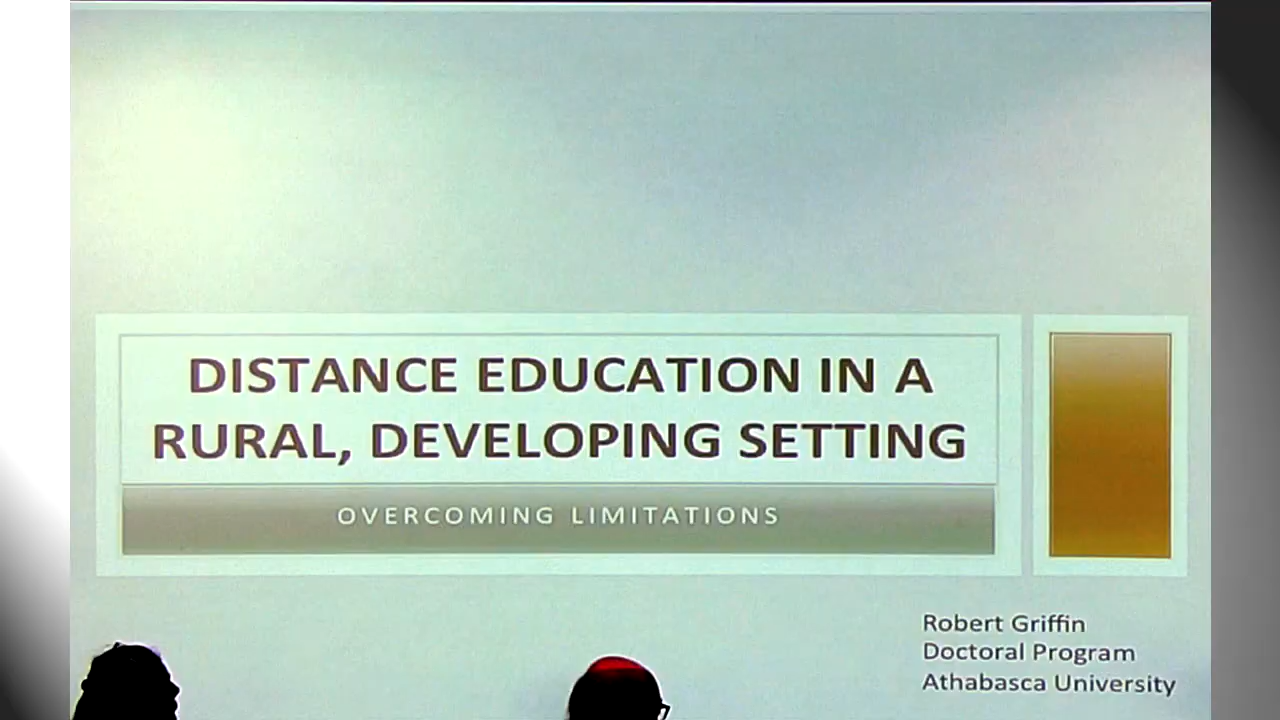 DISTANCE EDUCATION IN A
RURAL, DEVELOPING SETTING
OVERCOMING LIMITATIONS
Robert Griffin
Doctoral Program
Athabasca University